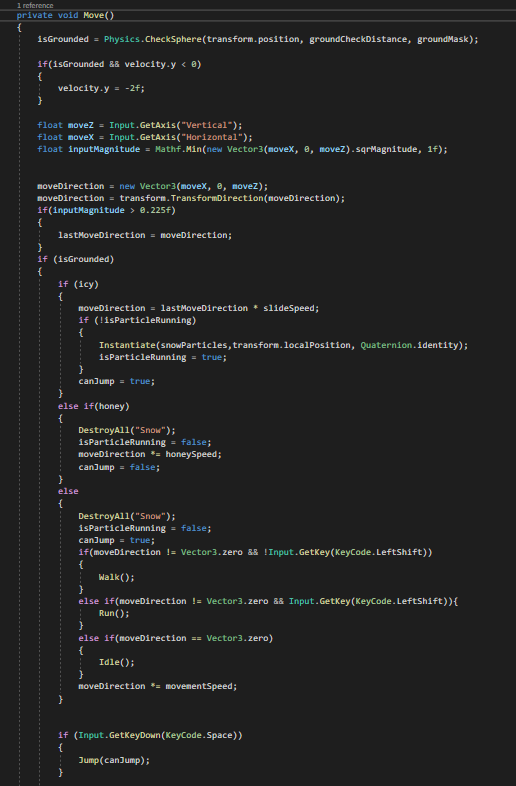 1 reference
private void Move()
{
isGrounded = Physics.CheckSphere(transform.position, groundCheckDistance, groundMask);
if(isGrounded && velocity.y < 0)
{
velocity.y = -2f;
}
float moveZ = Input.GetAxis("Vertical");
float moveX = Input.GetAxis("Horizontal");
float inputMagnitude = Mathf.Min(new Vector3(moveX, 0, moveZ).sqrMagnitude, 1f);
moveDirection = new Vector3(moveX, 0, moveZ);
moveDirection = transform.TransformDirection(moveDirection);
if(inputMagnitude > 0.225f)
{
lastMoveDirection = moveDirection;
}
if (isGrounded)
{
if (icy)
{
moveDirection = lastMoveDirection * slideSpeed;
if (!isParticleRunning)
{
Instantiate(snowParticles,transform.localPosition, Quaternion.identity);
isParticleRunning = true;
}
canJump = true;
}
else if(honey)
{
DestroyAll("Snow");
isParticleRunning = false;
moveDirection *= honeySpeed;
canJump = false;
}
else
{
DestroyAll("Snow");
isParticleRunning = false;
canJump = true;
if(moveDirection != Vector3.zero && !Input.GetKey(KeyCode.LeftShift))
{
Walk();
}
else if(moveDirection != Vector3.zero && Input.GetKey(KeyCode.LeftShift)){
Run();
}
else if(moveDirection == Vector3.zero)
{
Idle();
}
moveDirection *= movementSpeed;
}
if (Input.GetKeyDown(KeyCode.Space))
{
Jump(canJump);
}